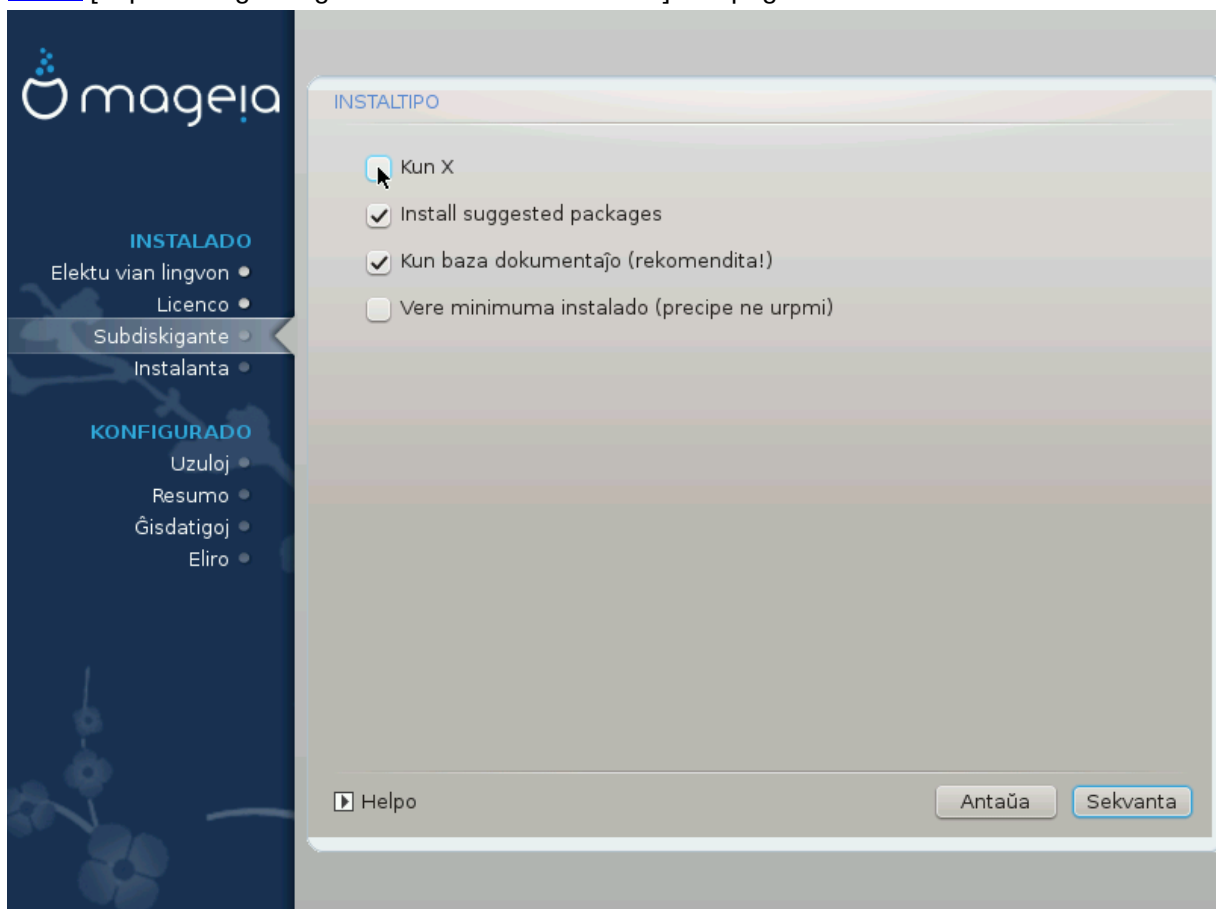 mageia
INSTALTIPO
Kun X
Install suggested packages
Kun baza dokumentaĵo (rekomendita!)
Vere minimuma instalado (precipe ne urpmi)
INSTALADO
Elektu vian lingvon
Licenco
Subdiskigante
Instalanta
KONFIGURADO
Uzuloj
Resumo
Ĝisdatigoj
Eliro
Helpo
Antaŭa
Sekvanta